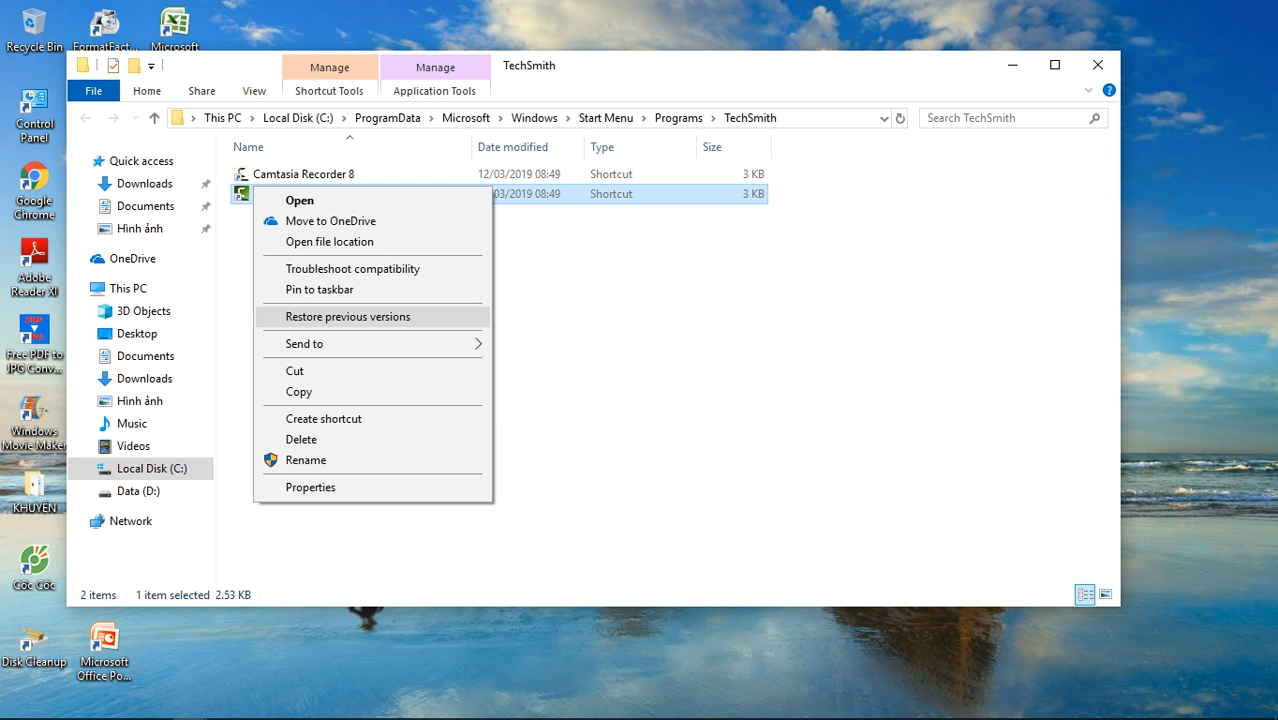 Recycle Bin
FormatFact...
Microsoft
Control
Panel
Google
Chrome
Adobe
Reader XI
Free PDF to
JPG Conv...
Windows
Movie Maker
KHUYÊN
Cốc Cốc
Disk Cleanup
Microsoft
Office Po...
Manage
Manage
TechSmith
File
Home
Share
View
Shortcut Tools
Application Tools
This PC
Local Disk (C:)
ProgramData
Microsoft
Windows
Start Menu
Programs
TechSmith
Search TechSmith
Quick access
Downloads
Documents
Hình ảnh
OneDrive
This PC
3D Objects
Desktop
Documents
Downloads
Hình ảnh
Music
Videos
Local Disk (C:)
Data (D:)
Network
Name
Date modified
Type
Size
Camtasia Recorder 8
12/03/2019 08:49
Shortcut
3 KB
03/2019 08:49
Shortcut
3 KB
Open
Move to OneDrive
Open file location
Troubleshoot compatibility
Pin to taskbar
Restore previous versions
Send to
Cut
Copy
Create shortcut
Delete
Rename
Properties
2 items
1 item selected 2.53 KB